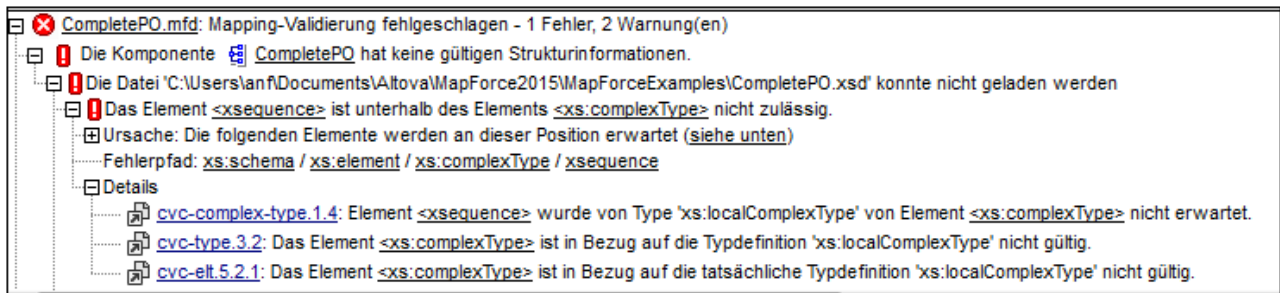 CompletePO.mfd: Mapping-Validierung fehlgeschlagen - 1 Fehler, 2 Warnung(en)
Die Komponente CompletePO hat keine gültigen Strukturinformationen.
Die Datei 'C:\Users\anf\Documents\Altova\MapForce2015\MapForceExamples\CompletePO.xsd' konnte nicht geladen werden
Das Element <xsequence> ist unterhalb des Elements <xs:complexType> nicht zulässig.
Ursache: Die folgenden Elemente werden an dieser Position erwartet (siehe unten)
Fehlerpfad: xs:schema / xs:element / xs:complexType / xsequence
Details
cvc-complex-type.1.4: Element <xsequence> wurde von Type 'xs:localComplexType' von Element <xs:complexType> nicht erwartet.
cvc-type.3.2: Das Element <xs:complexType> ist in Bezug auf die Typdefinition 'xs:localComplexType' nicht gültig.
cvc-elt.5.2.1: Das Element <xs:complexType> ist in Bezug auf die tatsächliche Typdefinition 'xs:localComplexType' nicht gültig.